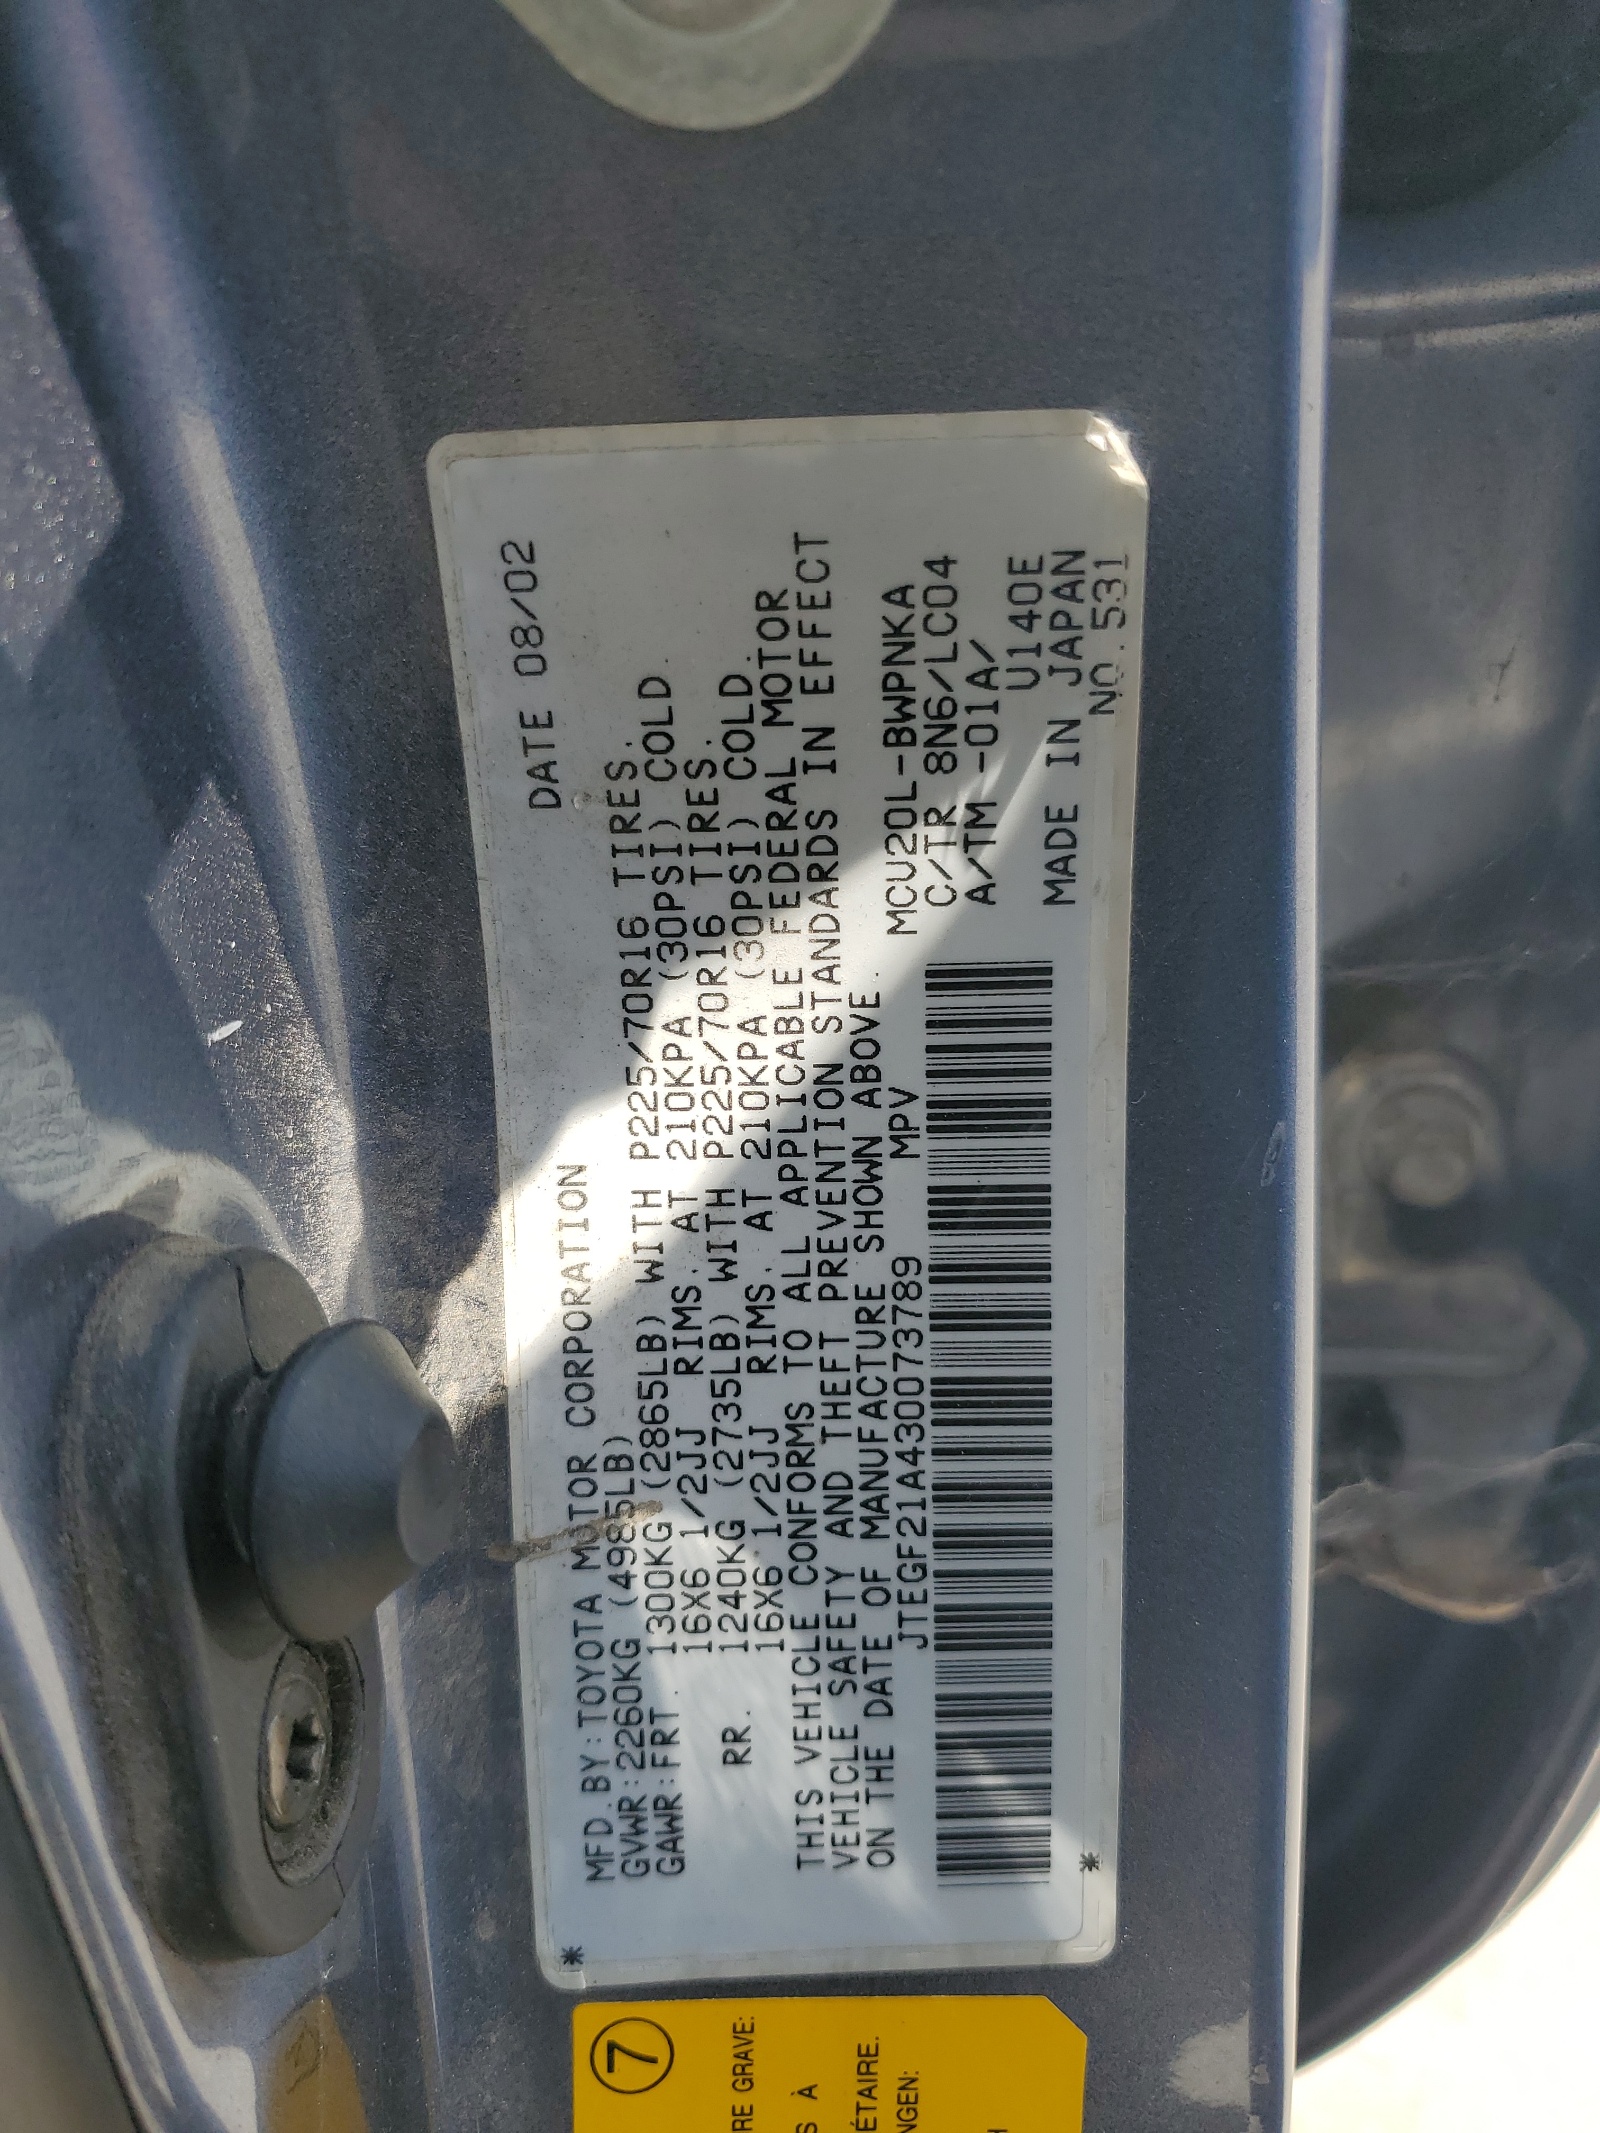 DATE 08/02
MFD.BY:TOYOTA MOTOR CORPORATION
GVWR:2260KG (4985LB)
GAWR:FRT. 1300KG (2865LB) WITH P225/70R16 TIRES.
16X6 1/2JJ RIMS. AT 210KPA (30PSI) COLD.
RR. 1240KG (2735LB) WITH P225/70R16 TIRES.
16X6 1/2JJ RIMS. AT 210KPA (30PSI) COLD.
THIS VEHICLE CONFORMS TO ALL APPLICABLE FEDERAL MOTOR
VEHICLE SAFETY AND THEFT PREVENTION STANDARDS IN EFFECT
ON THE DATE OF MANUFACTURE SHOWN ABOVE.
JTEGF21A430073789 MPV MCU20L-BWPNKA
C/TR 8N6/LC04
A/TM -01A/
U140E
MADE IN JAPAN
NO.531
* *
7
RE GRAVE:
S À
ÉTAIRE.
NGEN: